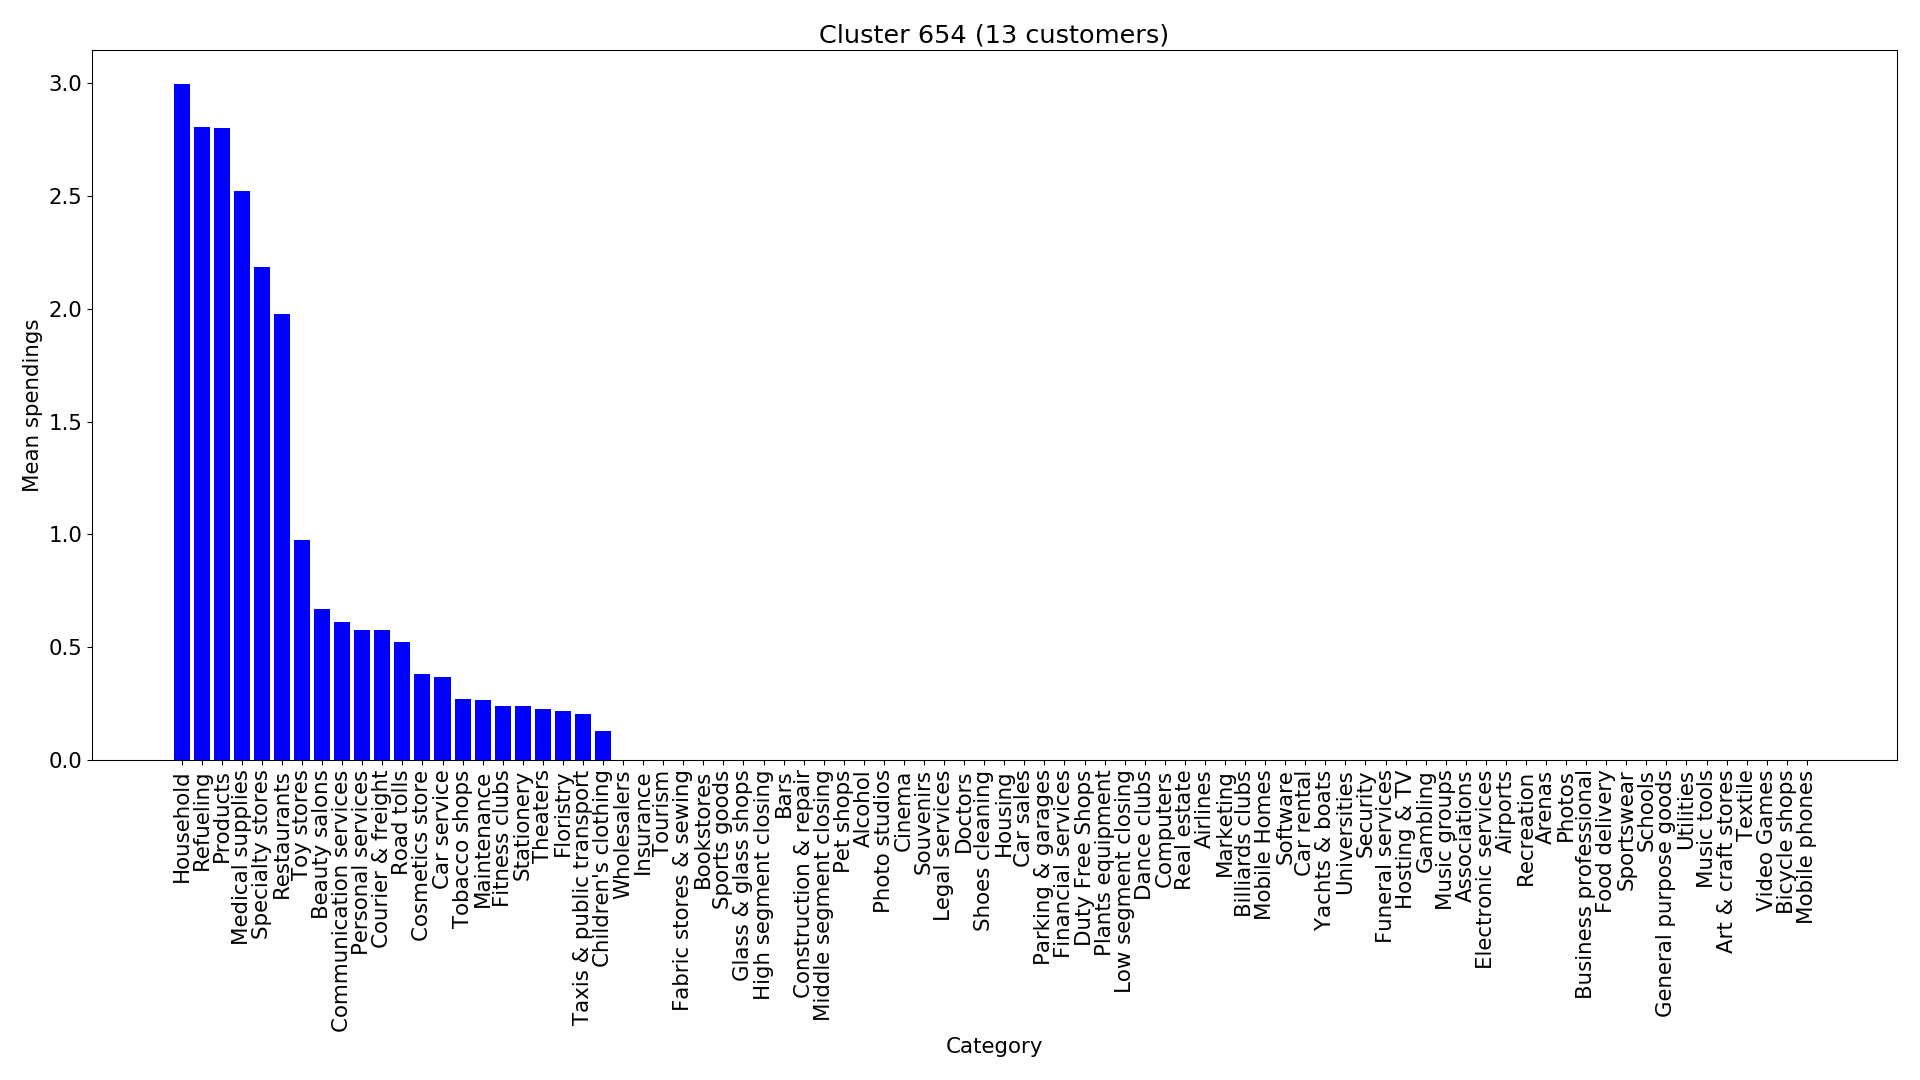 Cluster 654 (13 customers)
3.0
2.5
2.0
1.5
1.0
0.5
0.0
Mean spendings
Household
Refueling
Products
Medical supplies
Specialty stores
Restaurants
Toy stores
Beauty salons
Communication services
Personal services
Courier & freight
Road tolls
Cosmetics store
Car service
Tobacco shops
Maintenance
Fitness clubs
Stationery
Theaters
Floristry
Taxis & public transport
Children's clothing
Wholesalers
Insurance
Tourism
Fabric stores & sewing
Bookstores
Sports goods
Glass & glass shops
High segment closing
Bars
Construction & repair
Middle segment closing
Pet shops
Alcohol
Photo studios
Cinema
Souvenirs
Legal services
Doctors
Shoes cleaning
Housing
Car sales
Parking & garages
Financial services
Duty Free Shops
Plants equipment
Low segment closing
Dance clubs
Computers
Real estate
Airlines
Marketing
Billiards clubs
Mobile Homes
Software
Car rental
Yachts & boats
Universities
Security
Funeral services
Hosting & TV
Gambling
Music groups
Associations
Electronic services
Airports
Recreation
Arenas
Photos
Business professional
Food delivery
Sportswear
Schools
General purpose goods
Utilities
Music tools
Art & craft stores
Textile
Video Games
Bicycle shops
Mobile phones
Category